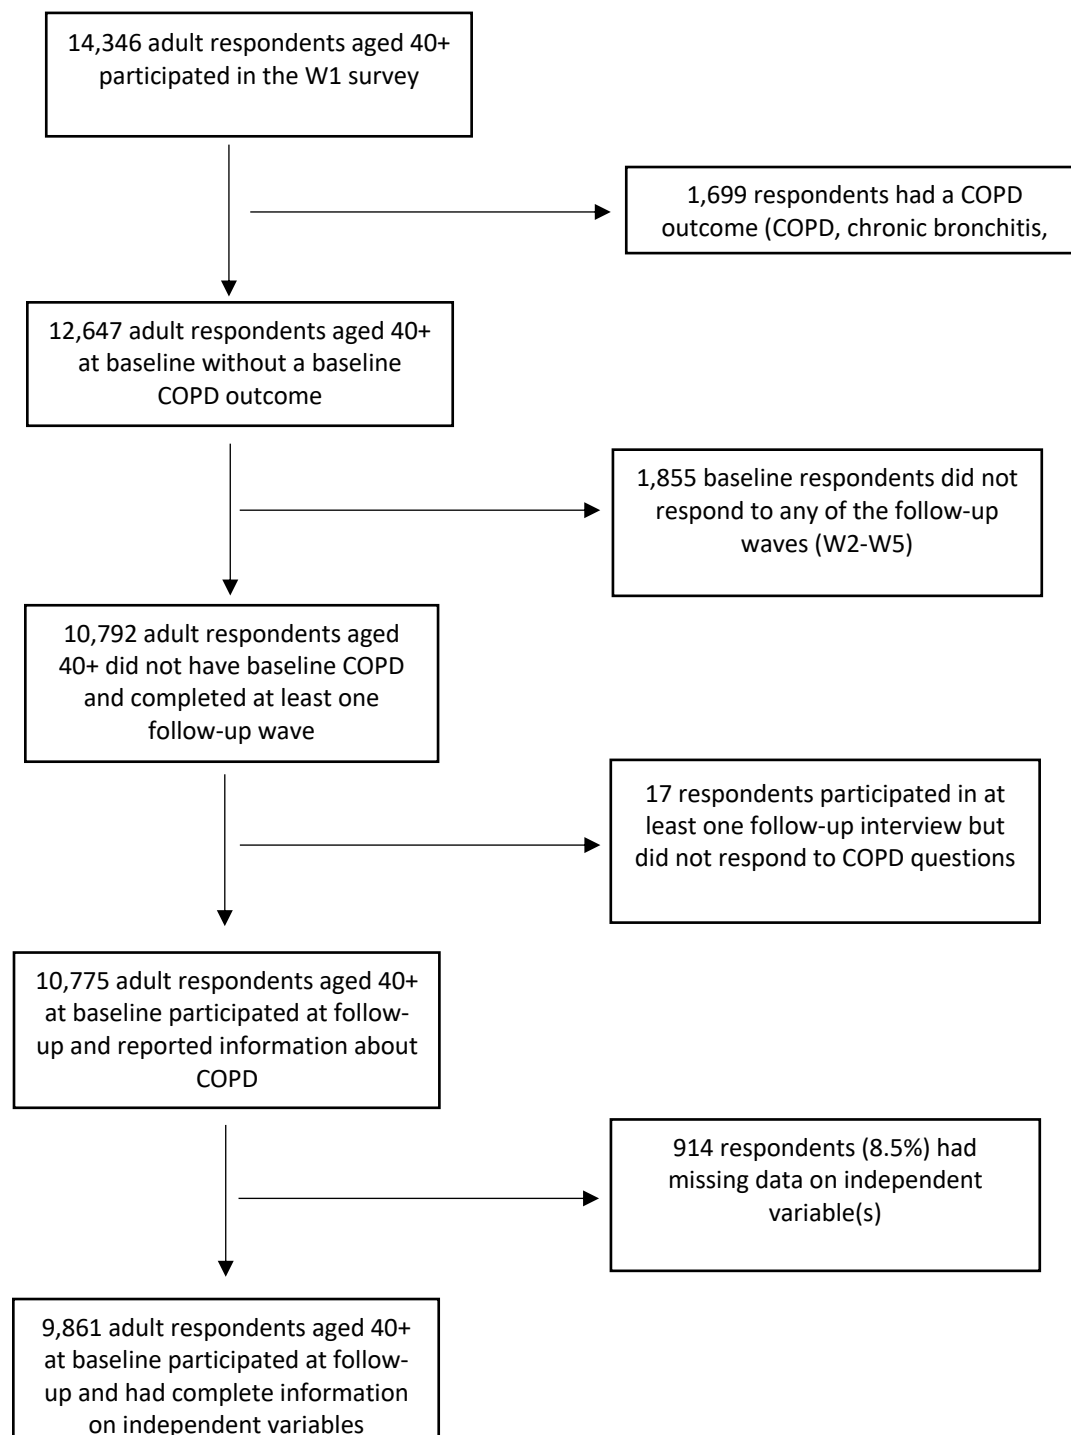 14,346 adult respondents aged 40+
participated in the W1 survey
1,699 respondents had a COPD
outcome (COPD, chronic bronchitis,
12,647 adult respondents aged 40+
at baseline without a baseline
COPD outcome
1,855 baseline respondents did not
respond to any of the follow-up
waves (W2-W5)
10,792 adult respondents aged
40+ did not have baseline COPD
and completed at least one
follow-up wave
17 respondents participated in at
least one follow-up interview but
did not respond to COPD questions
10,775 adult respondents aged 40+
at baseline participated at follow-
up and reported information about
COPD
914 respondents (8.5%) had
missing data on independent
variable(s)
9,861 adult respondents aged 40+
at baseline participated at follow-
up and had complete information
on independent variables